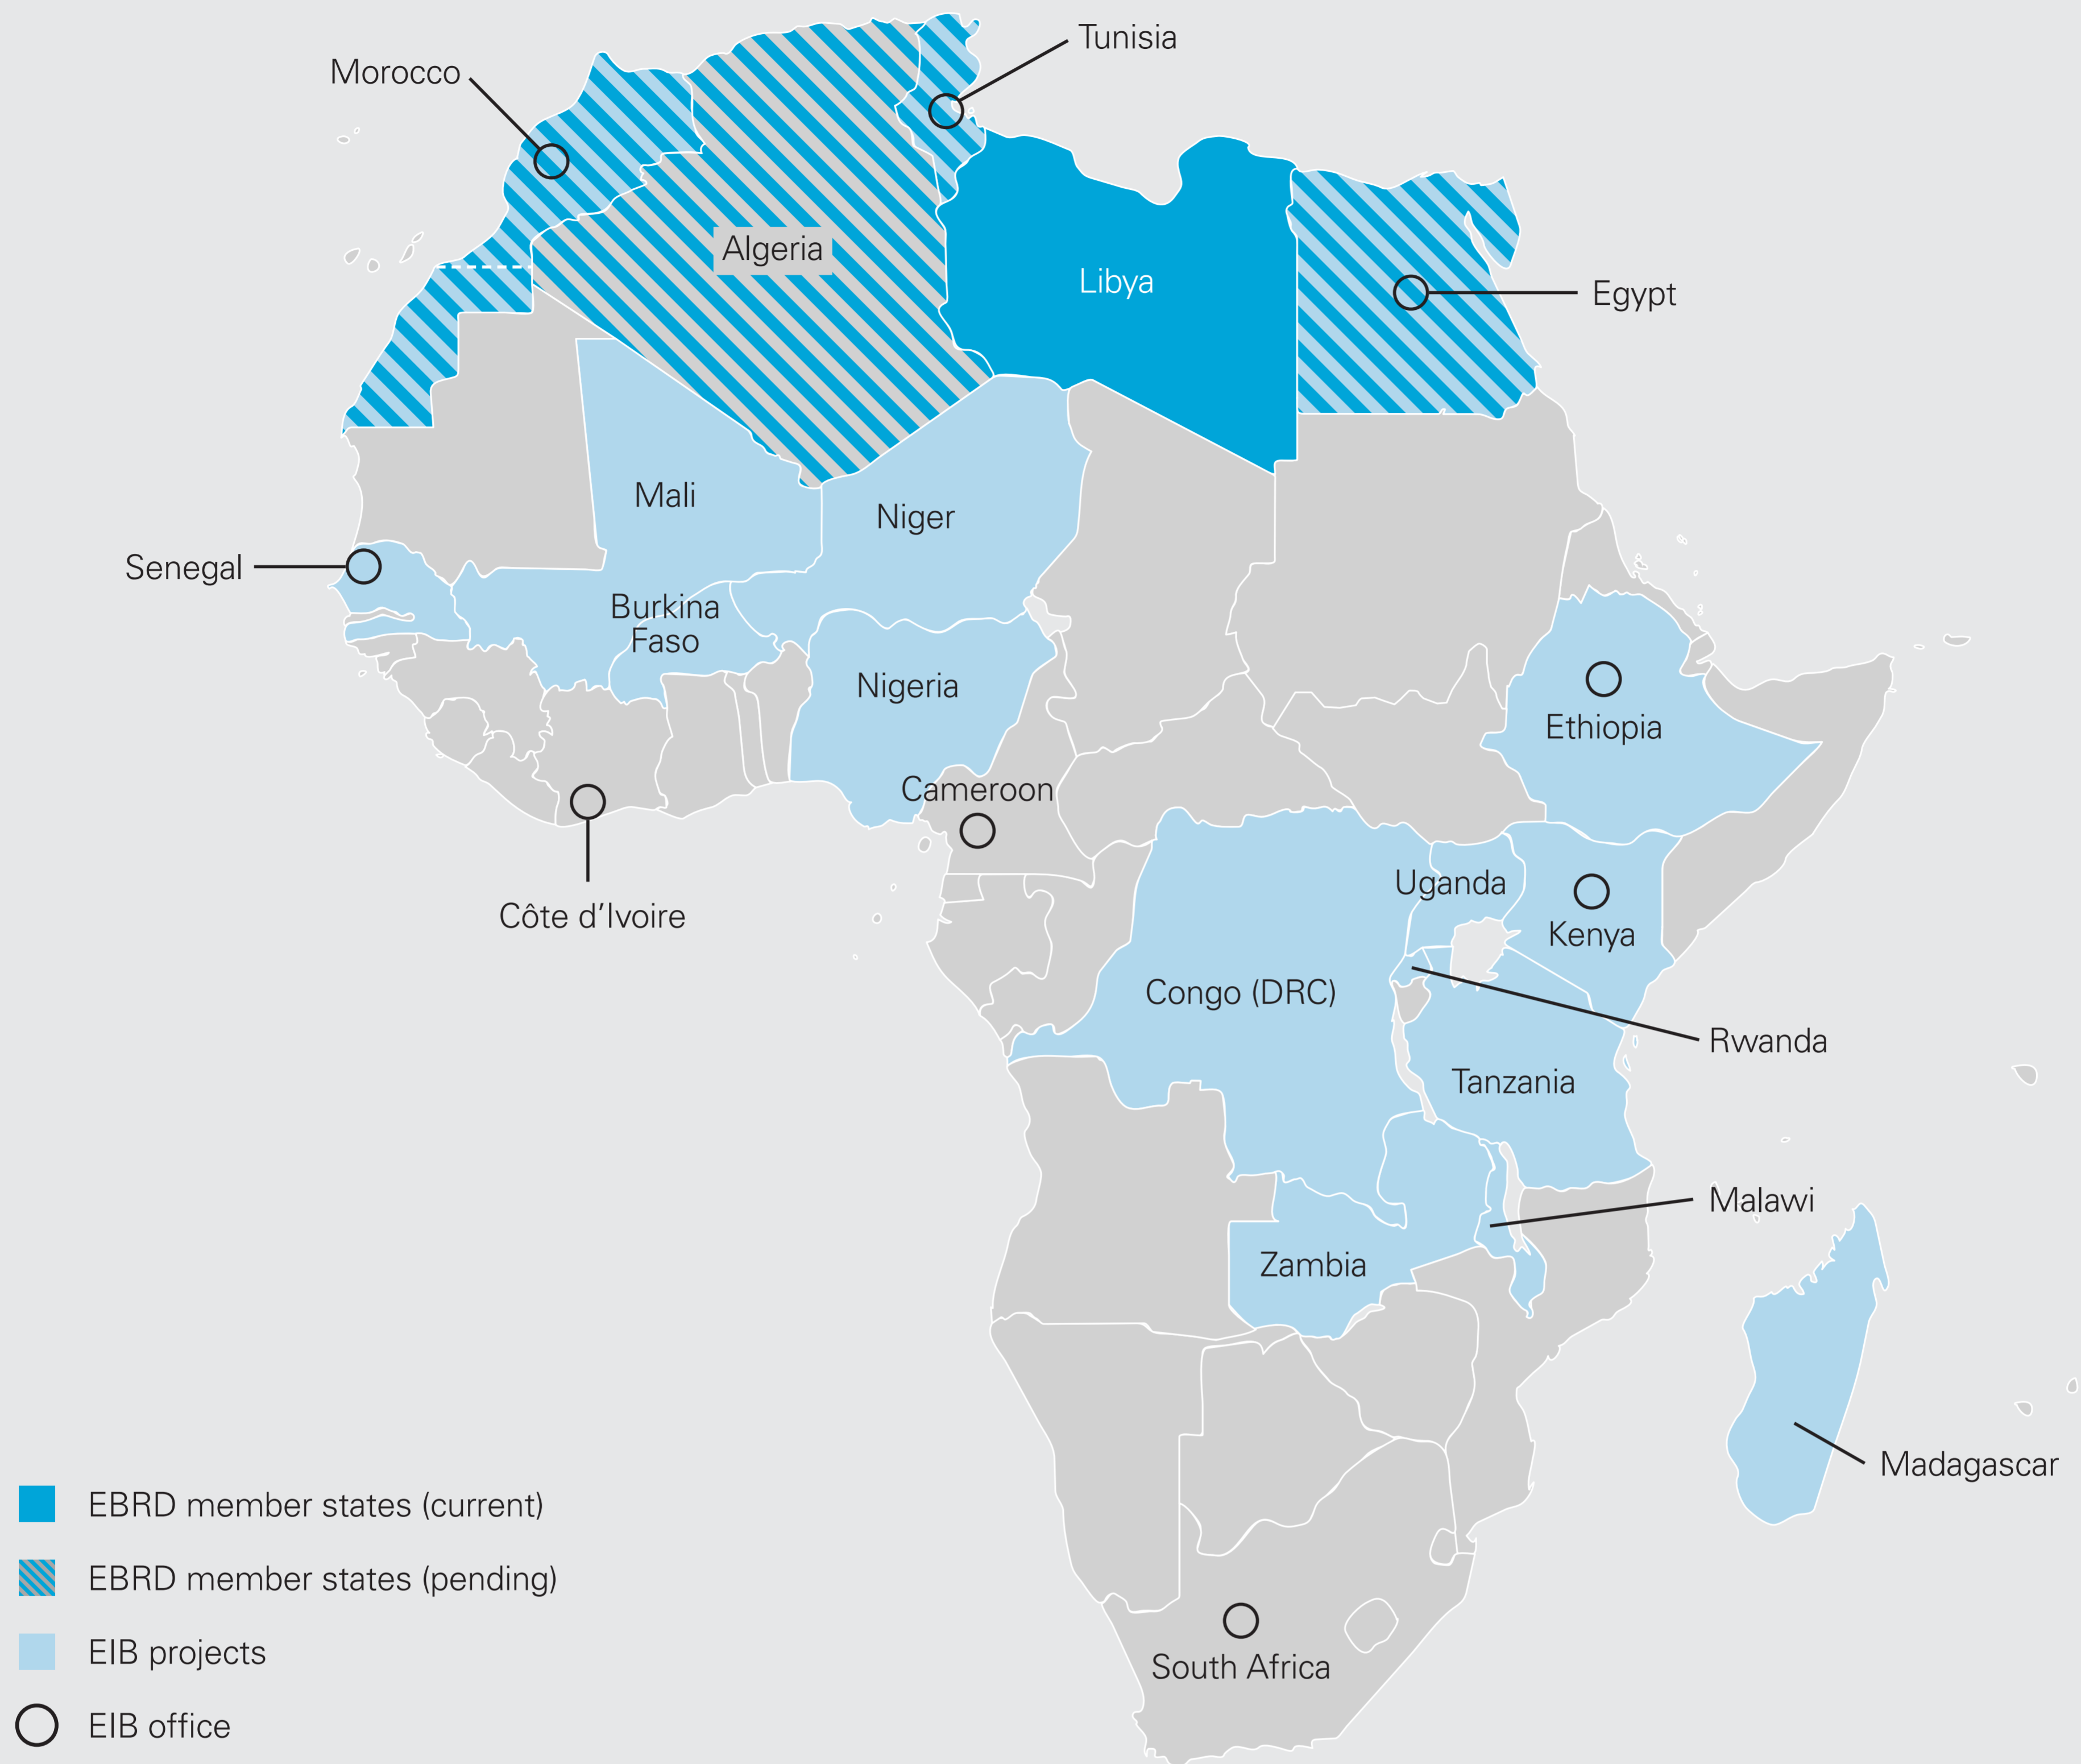 Tunisia
Morocco
Algeria
Libya
Egypt
Mali
Niger
Senegal
Burkina
Faso
Nigeria
Ethiopia
Cameroon
Uganda
Côte d’Ivoire
Kenya
Congo (DRC)
Rwanda
Tanzania
Malawi
Zambia
Madagascar
South Africa
EBRD member states (current)
EBRD member states (pending)
EIB projects
EIB office